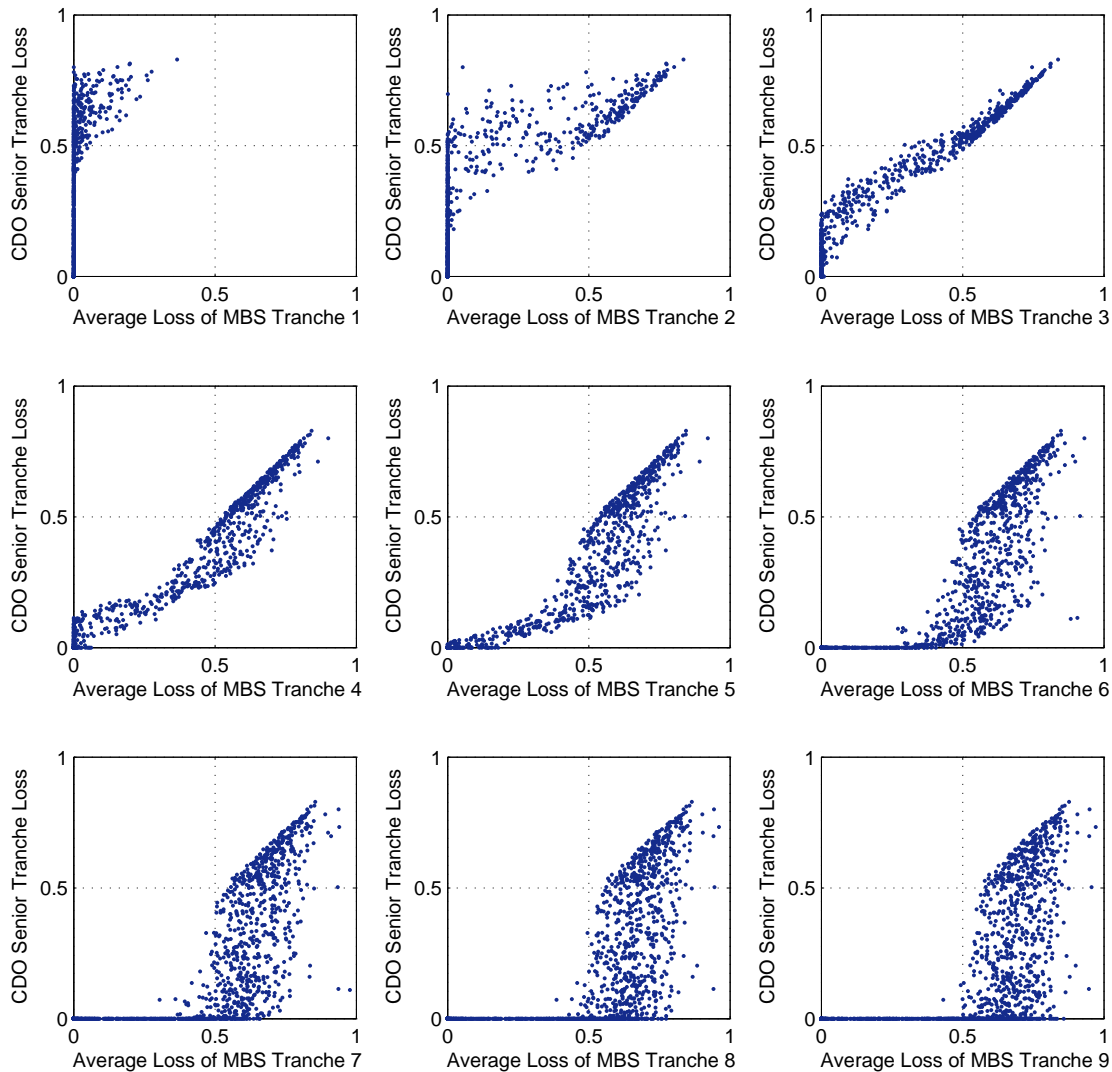 1
0.5
0
CDO Senior Tranche Loss
0 0.5 1
Average Loss of MBS Tranche 1
1
0.5
0
CDO Senior Tranche Loss
0 0.5 1
Average Loss of MBS Tranche 2
1
0.5
0
CDO Senior Tranche Loss
0 0.5 1
Average Loss of MBS Tranche 3
1
0.5
0
CDO Senior Tranche Loss
0 0.5 1
Average Loss of MBS Tranche 4
1
0.5
0
CDO Senior Tranche Loss
0 0.5 1
Average Loss of MBS Tranche 5
1
0.5
0
CDO Senior Tranche Loss
0 0.5 1
Average Loss of MBS Tranche 6
1
0.5
0
CDO Senior Tranche Loss
0 0.5 1
Average Loss of MBS Tranche 7
1
0.5
0
CDO Senior Tranche Loss
0 0.5 1
Average Loss of MBS Tranche 8
1
0.5
0
CDO Senior Tranche Loss
0 0.5 1
Average Loss of MBS Tranche 9